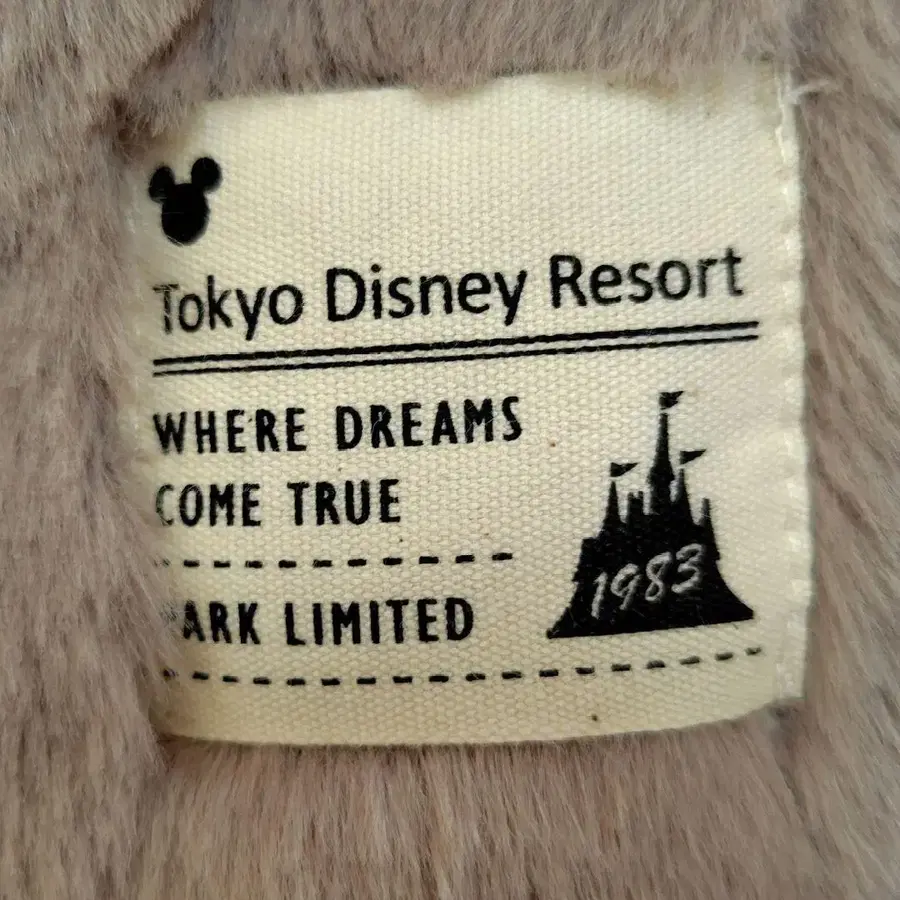 Tokyo Disney Resort
WHERE DREAMS
COME TRUE
PARK LIMITED
1983